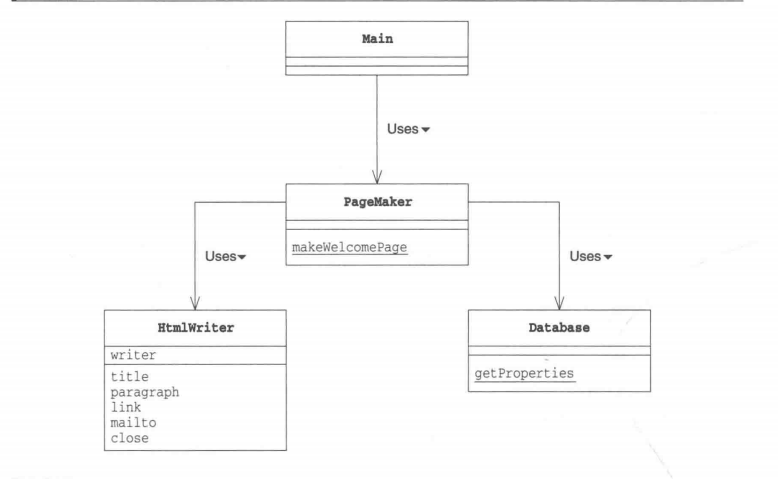 Main
Uses▼
PageMaker
makeWelcomePage
Uses▼
Uses▼
HtmlWriter
writer
title
paragraph
link
mailto
close
Database
getProperties